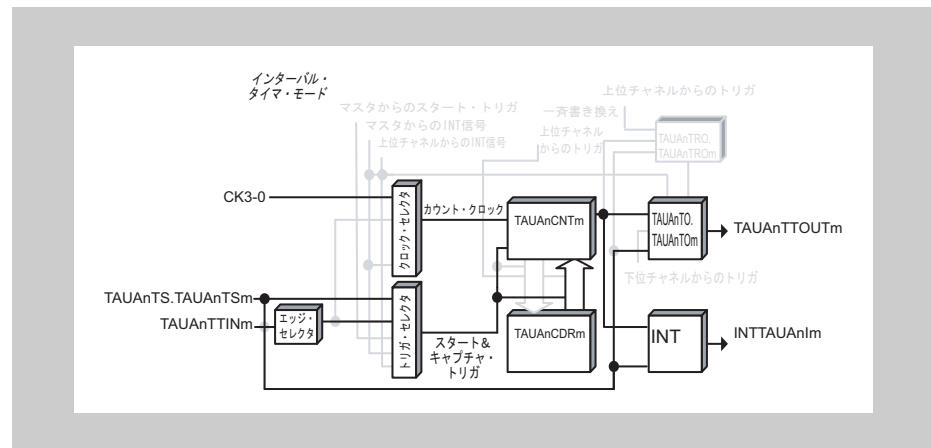 インターバル・
タイマ・モード
上位チャネルからのトリガ
マスタからのスタート・トリガ
一斉書き換え
マスタからのINT信号
上位チャネル
からのトリガ
上位チャネルからのINT信号
TAUAnTRO.
TAUAnTROm
CK3-0
クロック・セレクタ
カウント・クロック
TAUAnCNTm
TAUAnTO.
TAUAnTOm
TAUAnTTOUTm
下位チャネルからのトリガ
TAUAnTS.TAUAnTSm
TAUAnTTINm
エッジ・
セレクタ
トリガ・セレクタ
スタート&
キャプチャ・
トリガ
TAUAnCDRm
INT
INTTAUAnIm